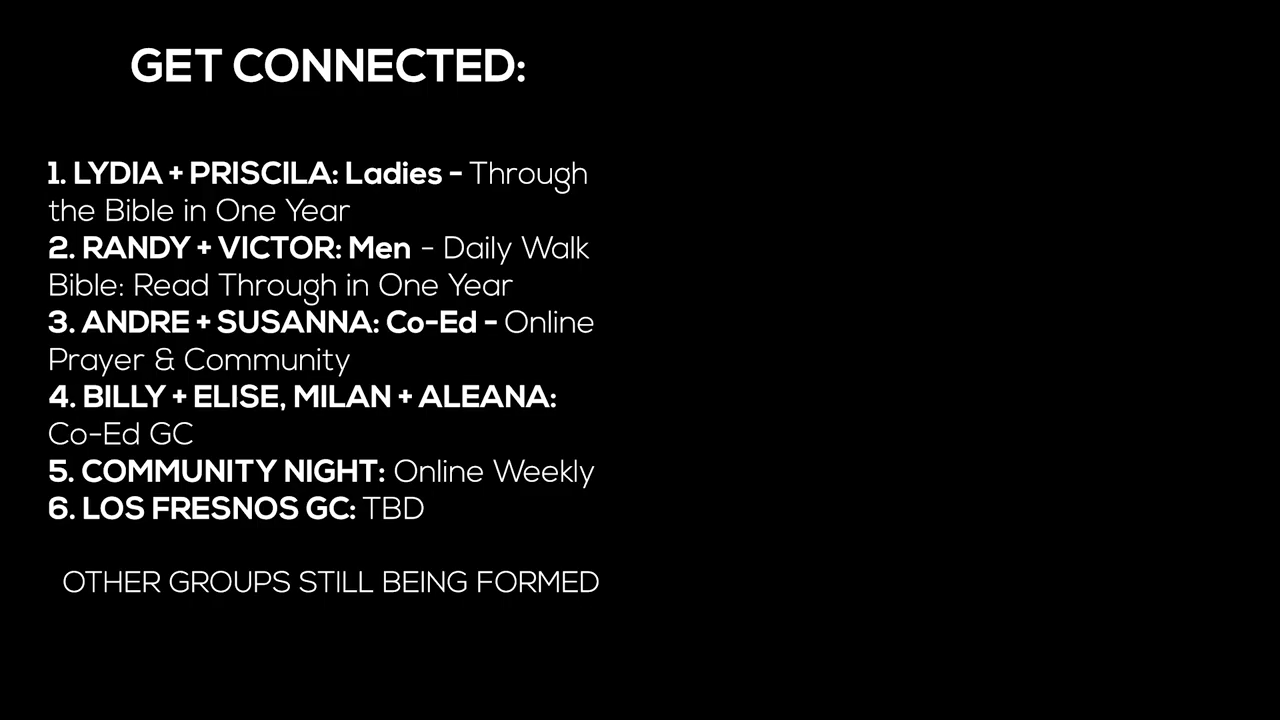 GET CONNECTED:
1. LYDIA + PRISCILA: Ladies - Through
the Bible in One Year
2. RANDY + VICTOR: Men - Daily Walk
Bible: Read Through in One Year
3. ANDRE + SUSANNA: Co-Ed - Online
Prayer & Community
4. BILLY + ELISE, MILAN + ALEANA:
Co-Ed GC
5. COMMUNITY NIGHT: Online Weekly
6. LOS FRESNOS GC: TBD
OTHER GROUPS STILL BEING FORMED